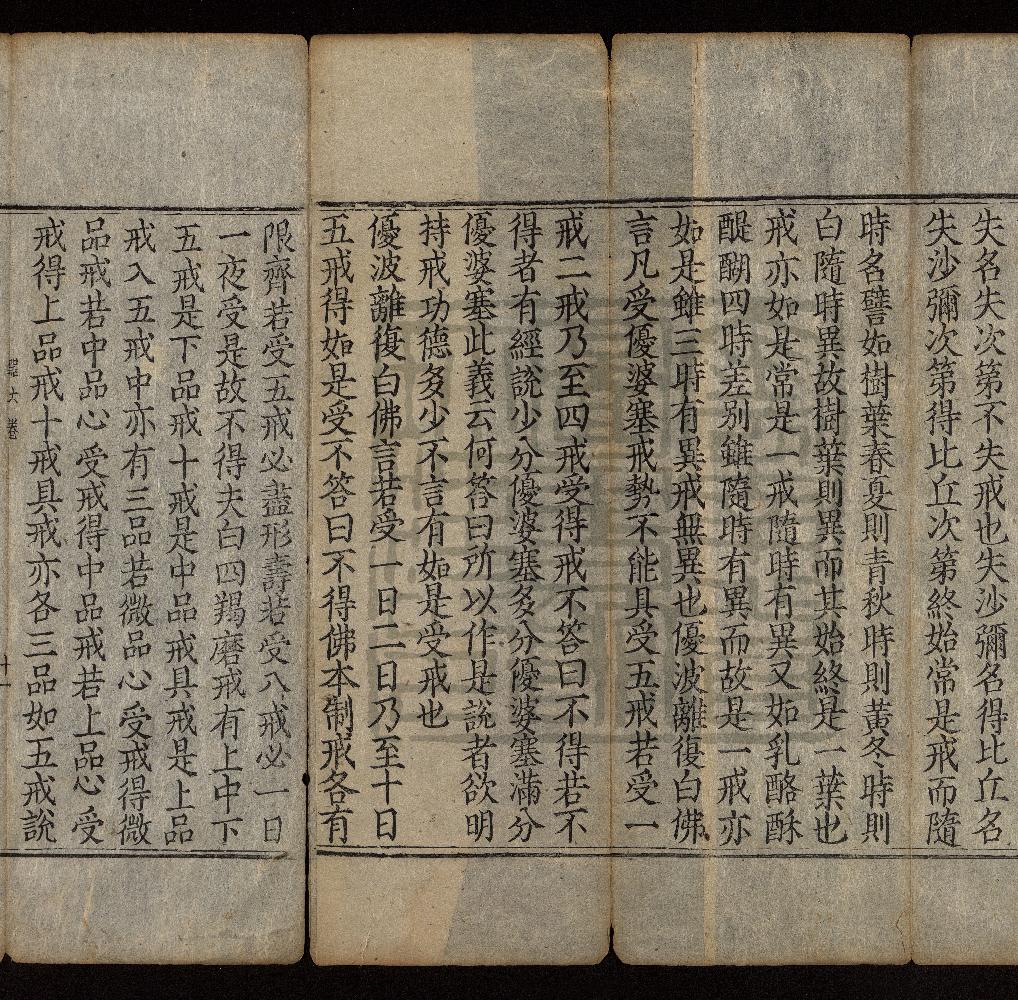 失名失次第不失戒也失沙彌名得比丘名
失沙彌次第得比丘次第終始常是戒而隨
時名譬如樹葉春夏則青秋時則黃冬時則
白隨時異故樹葉則異而其始終是一葉也
戒亦如是常是一戒隨時有異又如乳酪酥
醍醐四時差别雖隨時有異而故是一戒亦
如是雖三時有異戒無異也優波離復白佛
言凡受優婆塞戒勢不能具受五戒若受一
戒二戒乃至四戒受得戒不答曰不得若不
得者有經說少分優婆塞多分優婆塞滿分
優婆塞此義云何答曰所以作是說者欲明
持戒功德多少不言有如是受戒也
優波離復白佛言若受一日二日乃至十日
五戒得如是受不答曰不得佛本制戒各有
限齊若受五戒必盡形壽若受八戒必一日
一夜受是故不得夫白四羯磨戒有上中下
五戒是下品戒十戒是中品戒具戒是上品
戒入五戒中亦有三品若微品心受戒得微
品戒若中品心受戒得中品戒若上品心受
戒得上品戒十戒具戒亦各三品如五戒說